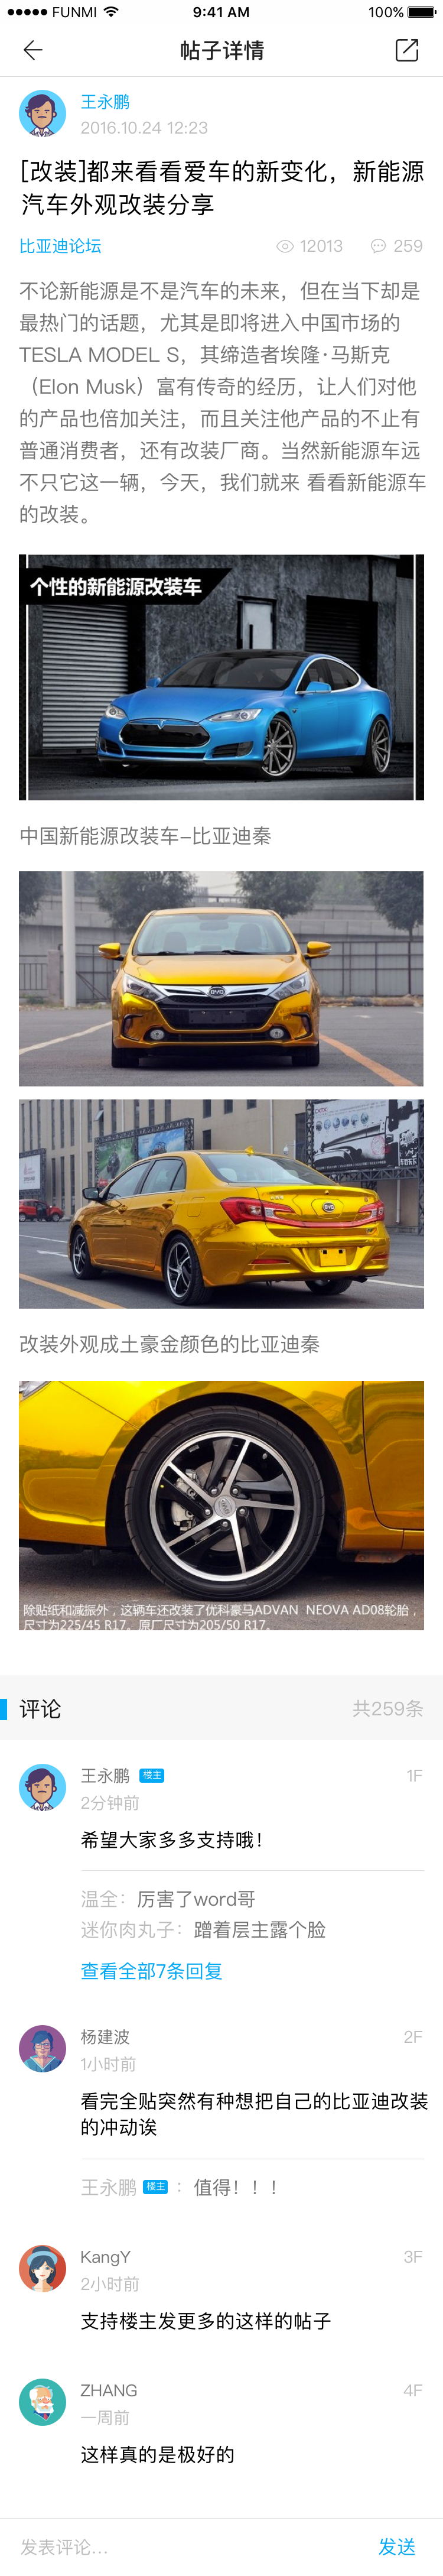 FUNMI
9:41 AM
100%
帖子详情
王永鹏
2016.10.24 12:23
[改装]都来看看爱车的新变化，新能源
汽车外观改装分享
比亚迪论坛
12013
259
不论新能源是不是汽车的未来，但在当下却是
最热门的话题，尤其是即将进入中国市场的
TESLA MODEL S，其缔造者埃隆·马斯克
（Elon Musk）富有传奇的经历，让人们对他
的产品也倍加关注，而且关注他产品的不止有
普通消费者，还有改装厂商。当然新能源车远
不只它这一辆，今天，我们就来 看看新能源车
的改装。
个性的新能源改装车
中国新能源改装车-比亚迪秦
BYD
BYD
改装外观成土豪金颜色的比亚迪秦
除贴纸和减振外，这辆车还改装了优科豪马ADVAN NEOVA AD08轮胎，
尺寸为225/45 R17。原厂尺寸为205/50 R17。
评论
共259条
王永鹏 楼主
1F
2分钟前
希望大家多多支持哦！
温全：厉害了word哥
迷你肉丸子：蹭着层主露个脸
查看全部7条回复
杨建波
2F
1小时前
看完全贴突然有种想把自己的比亚迪改装
的冲动诶
王永鹏 楼主 ：值得！！！
KangY
3F
2小时前
支持楼主发更多的这样的帖子
ZHANG
4F
一周前
这样真的是极好的
发表评论...
发送